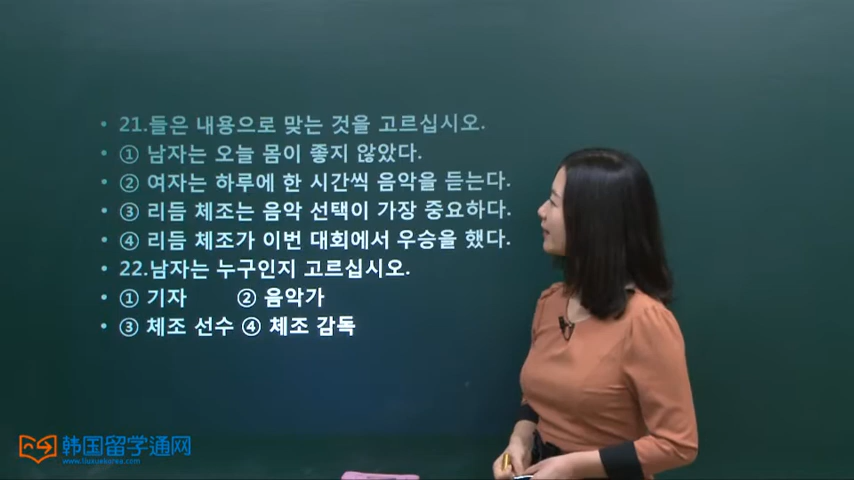 • 21.들은 내용으로 맞는 것을 고르십시오.
• ① 남자는 오늘 몸이 좋지 않았다.
• ② 여자는 하루에 한 시간씩 음악을 듣는다.
• ③ 리듬 체조는 음악 선택이 가장 중요하다.
• ④ 리듬 체조가 이번 대회에서 우승을 했다.
• 22.남자는 누구인지 고르십시오.
• ① 기자 ② 음악가
• ③ 체조 선수 ④ 체조 감독
韩国留学通网
www.liuxuekorea.com